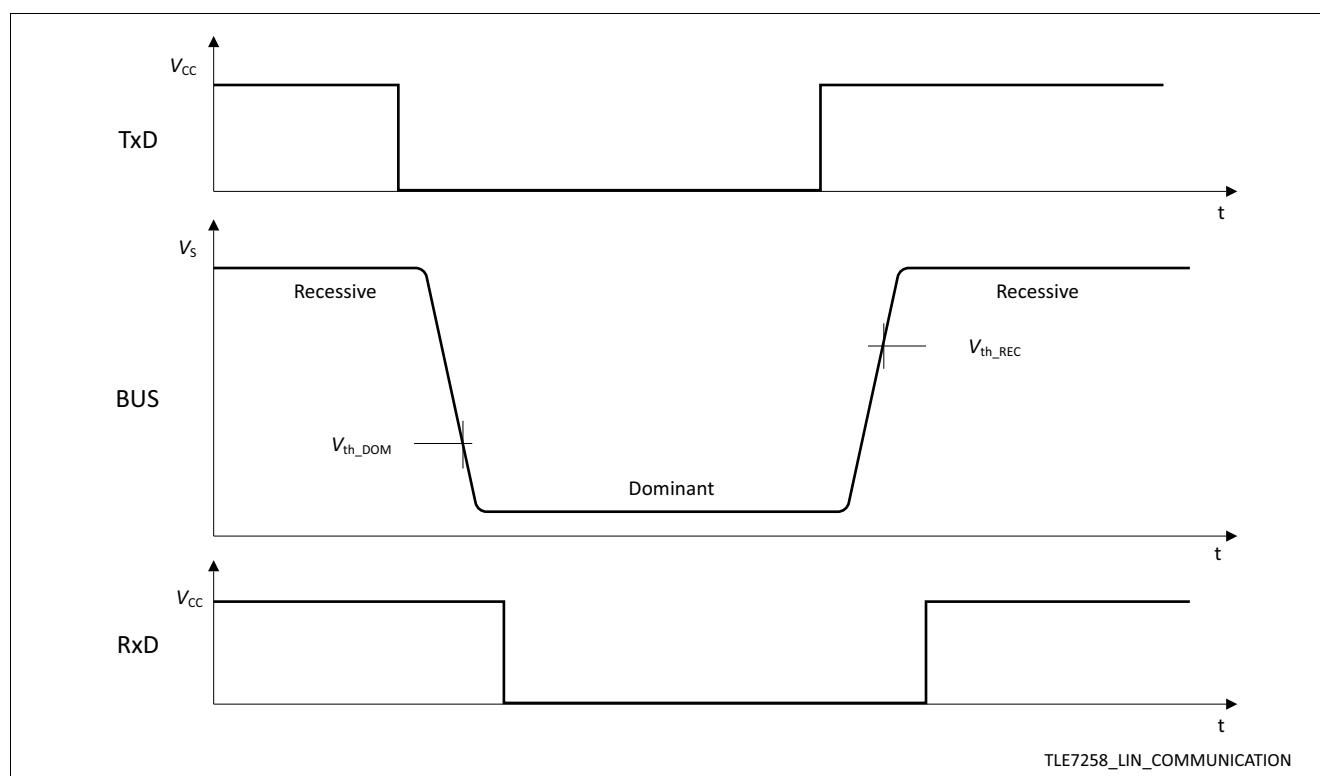 VCC
TxD
t
VS
Recessive
Recessive
Vth_REC
BUS
Vth_DOM
Dominant
t
VCC
RxD
t
TLE7258_LIN_COMMUNICATION